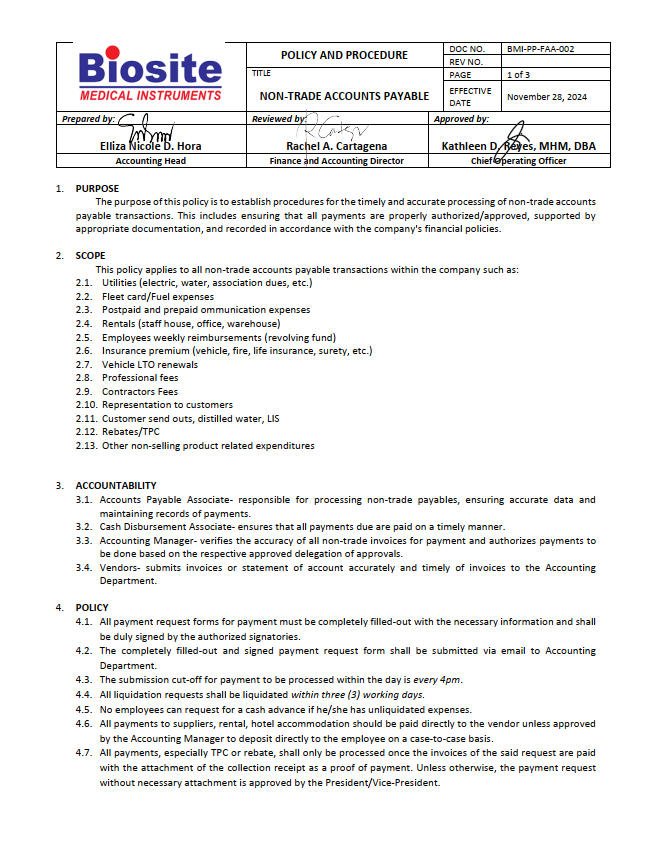 Biosite
MEDICAL INSTRUMENTS
POLICY AND PROCEDURE
DOC NO. BMI-PP-FAA-002
REV NO.
TITLE
PAGE 1 of 3
NON-TRADE ACCOUNTS PAYABLE
EFFECTIVE DATE November 28, 2024
Prepared by: Reviewed by: Approved by:
Elliza Nicole D. Hora Rachel A. Cartagena Kathleen D. Reyes, MHM, DBA
Accounting Head Finance and Accounting Director Chief Operating Officer
1. PURPOSE
The purpose of this policy is to establish procedures for the timely and accurate processing of non-trade accounts
payable transactions. This includes ensuring that all payments are properly authorized/approved, supported by
appropriate documentation, and recorded in accordance with the company's financial policies.
2. SCOPE
This policy applies to all non-trade accounts payable transactions within the company such as:
2.1. Utilities (electric, water, association dues, etc.)
2.2. Fleet card/Fuel expenses
2.3. Postpaid and prepaid ommunication expenses
2.4. Rentals (staff house, office, warehouse)
2.5. Employees weekly reimbursements (revolving fund)
2.6. Insurance premium (vehicle, fire, life insurance, surety, etc.)
2.7. Vehicle LTO renewals
2.8. Professional fees
2.9. Contractors Fees
2.10. Representation to customers
2.11. Customer send outs, distilled water, LIS
2.12. Rebates/TPC
2.13. Other non-selling product related expenditures
3. ACCOUNTABILITY
3.1. Accounts Payable Associate- responsible for processing non-trade payables, ensuring accurate data and
maintaining records of payments.
3.2. Cash Disbursement Associate- ensures that all payments due are paid on a timely manner.
3.3. Accounting Manager- verifies the accuracy of all non-trade invoices for payment and authorizes payments to
be done based on the respective approved delegation of approvals.
3.4. Vendors- submits invoices or statement of account accurately and timely of invoices to the Accounting
Department.
4. POLICY
4.1. All payment request forms for payment must be completely filled-out with the necessary information and shall
be duly signed by the authorized signatories.
4.2. The completely filled-out and signed payment request form shall be submitted via email to Accounting
Department.
4.3. The submission cut-off for payment to be processed within the day is every 4pm.
4.4. All liquidation requests shall be liquidated within three (3) working days.
4.5. No employees can request for a cash advance if he/she has unliquidated expenses.
4.6. All payments to suppliers, rental, hotel accommodation should be paid directly to the vendor unless approved
by the Accounting Manager to deposit directly to the employee on a case-to-case basis.
4.7. All payments, especially TPC or rebate, shall only be processed once the invoices of the said request are paid
with the attachment of the collection receipt as a proof of payment. Unless otherwise, the payment request
without necessary attachment is approved by the President/Vice-President.